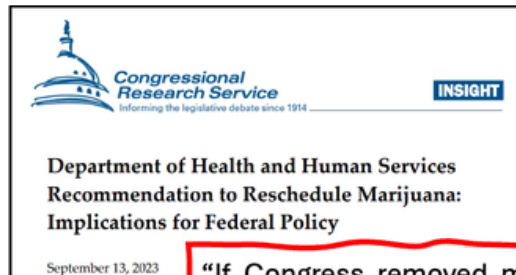 Congressional
Research Service
Informing the legislative debate since 1914
INSIGHT
Department of Health and Human Services
Recommendation to Reschedule Marijuana:
Implications for Federal Policy
September 13, 2023
“If Congress removed m